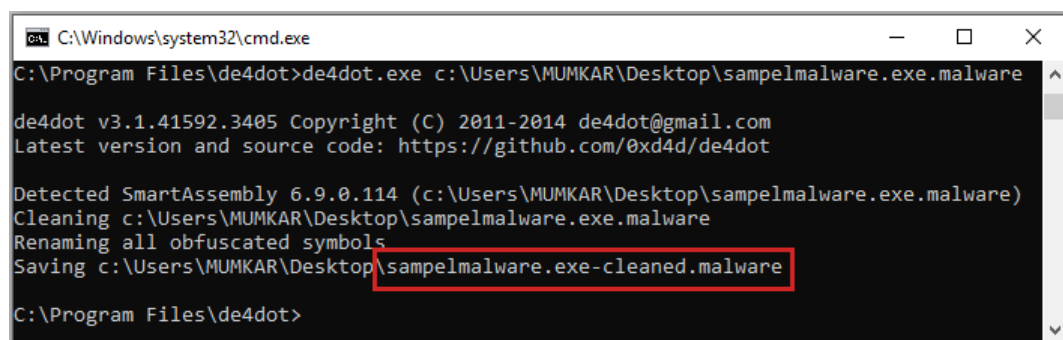 C:\Windows\system32\cmd.exe
C:\Program Files\de4dot>de4dot.exe c:\Users\MUMKAR\Desktop\sampelmalware.exe.malware
de4dot v3.1.41592.3405 Copyright (C) 2011-2014 de4dot@gmail.com
Latest version and source code: https://github.com/0xd4d/de4dot
Detected SmartAssembly 6.9.0.114 (c:\Users\MUMKAR\Desktop\sampelmalware.exe.malware)
Cleaning c:\Users\MUMKAR\Desktop\sampelmalware.exe.malware
Renaming all obfuscated symbols
Saving c:\Users\MUMKAR\Desktop\sampelmalware.exe-cleaned.malware
C:\Program Files\de4dot>